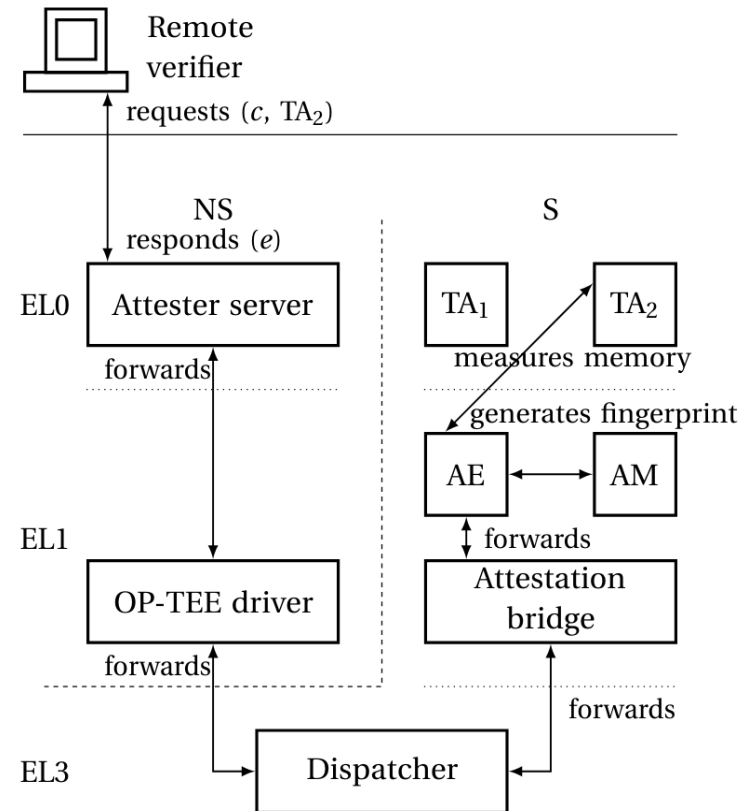 Remote
verifier
requests (c, TA₂)
NS
S
responds (e)
EL0
Attester server
TA₁
TA₂
forwards
measures memory
generates fingerprint
AE
AM
EL1
forwards
OP-TEE driver
Attestation
bridge
forwards
forwards
EL3
Dispatcher